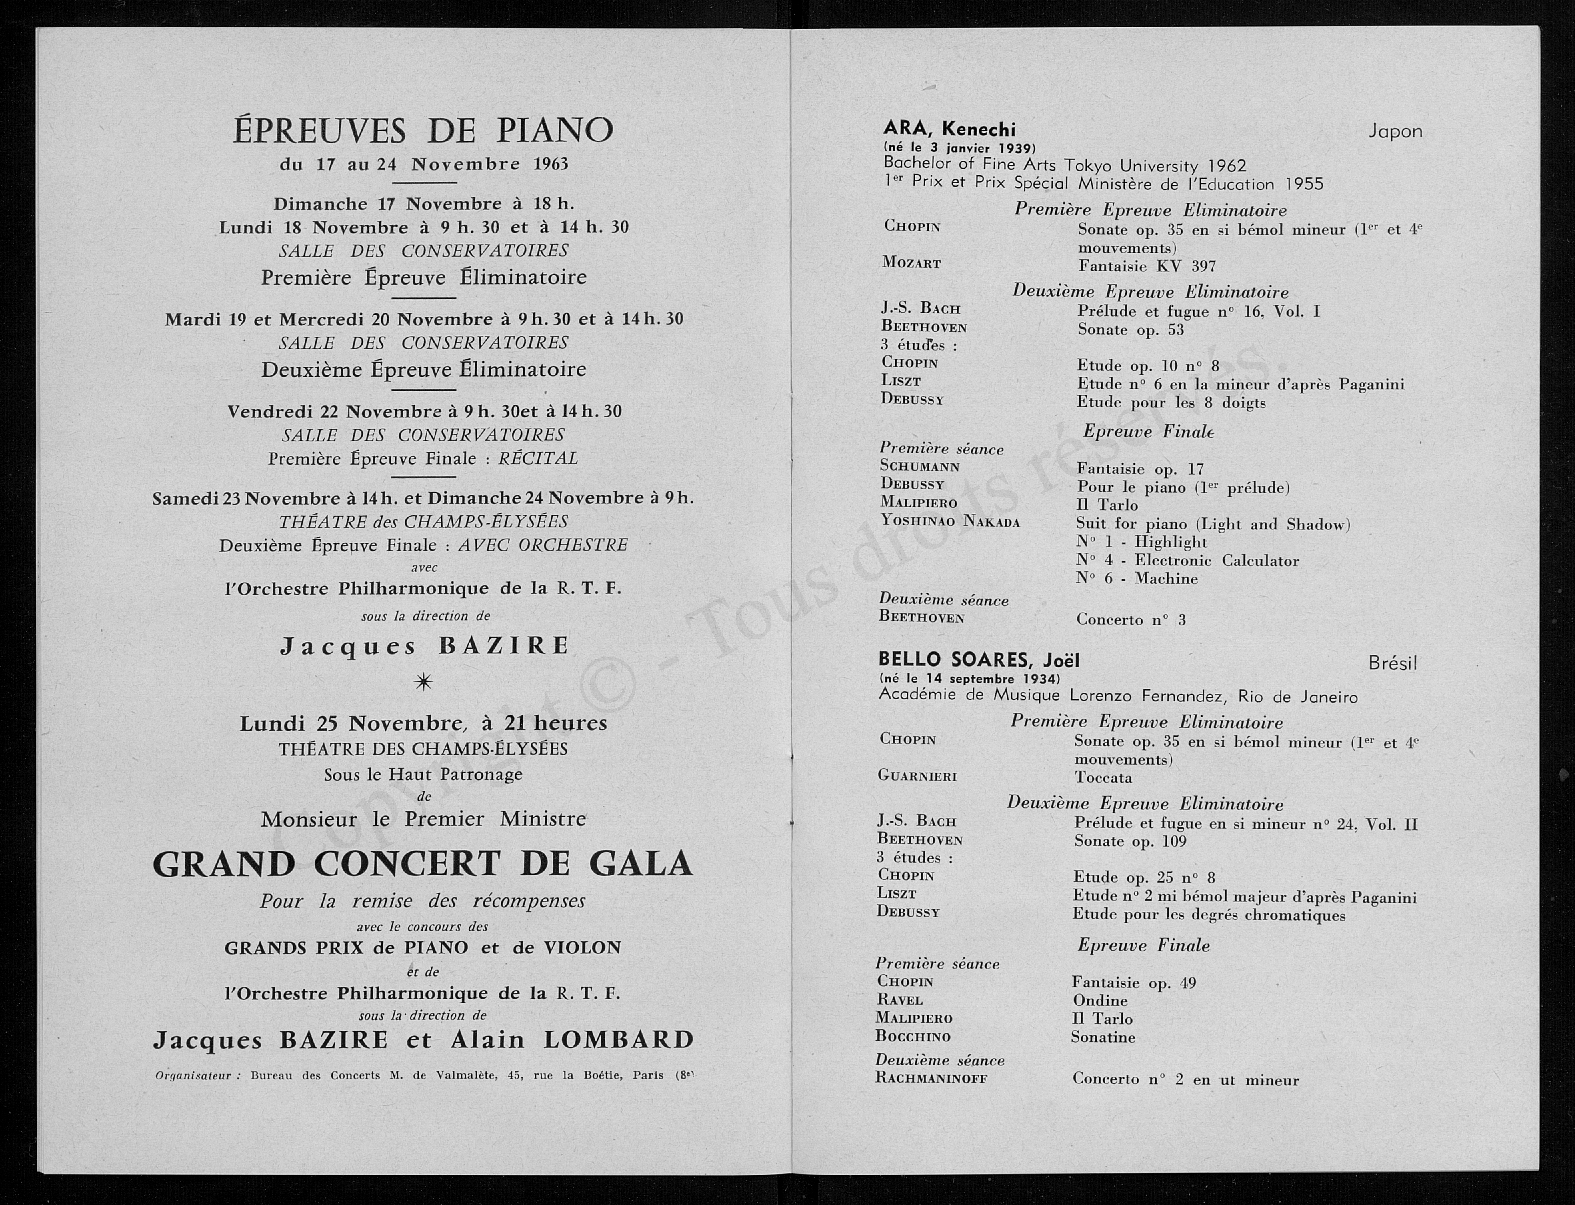 ÉPREUVES DE PIANO
du 17 au 24 Novembre 1963
Dimanche 17 Novembre à 18 h.
Lundi 18 Novembre à 9 h. 30 et à 14 h. 30
SALLE DES CONSERVATOIRES
Première Épreuve Éliminatoire
Mardi 19 et Mercredi 20 Novembre à 9 h. 30 et à 14 h. 30
SALLE DES CONSERVATOIRES
Deuxième Épreuve Éliminatoire
Vendredi 22 Novembre à 9 h. 30et à 14 h. 30
SALLE DES CONSERVATOIRES
Première Épreuve Finale : RÉCITAL
Samedi 23 Novembre à 14 h. et Dimanche 24 Novembre à 9 h.
THÉATRE des CHAMPS-ÉLYSÉES
Deuxième Épreuve Finale : AVEC ORCHESTRE
avec
l'Orchestre Philharmonique de la R. T. F.
sous la direction de
Jacques BAZIRE
Lundi 25 Novembre, à 21 heures
THÉATRE DES CHAMPS-ÉLYSÉES
Sous le Haut Patronage
de
Monsieur le Premier Ministre
GRAND CONCERT DE GALA
Pour la remise des récompenses
avec le concours des
GRANDS PRIX de PIANO et de VIOLON
et de
l'Orchestre Philharmonique de la R. T. F.
sous la direction de
Jacques BAZIRE et Alain LOMBARD
Organisateur : Bureau des Concerts M. de Valmalète, 45, rue la Boétie, Paris (8e)
ARA, Kenechi Japon
(né le 3 janvier 1939)
Bachelor of Fine Arts Tokyo University 1962
1er Prix et Prix Spécial Ministère de l'Education 1955
Première Epreuve Eliminatoire
CHOPIN Sonate op. 35 en si bémol mineur (1er et 4e
mouvements)
MOZART Fantaisie KV 397
Deuxième Epreuve Eliminatoire
J.-S. BACH Prélude et fugue n° 16, Vol. I
BEETHOVEN Sonate op. 53
3 études :
CHOPIN Etude op. 10 n° 8
LISZT Etude n° 6 en la mineur d'après Paganini
DEBUSSY Etude pour les 8 doigts
Epreuve Finale
Première séance
SCHUMANN Fantaisie op. 17
DEBUSSY Pour le piano (1er prélude)
MALIPIERO Il Tarlo
YOSHINAO NAKADA Suit for piano (Light and Shadow)
N° 1 - Highlight
N° 4 - Electronic Calculator
N° 6 - Machine
Deuxième séance
BEETHOVEN Concerto n° 3
BELLO SOARES, Joël Brésil
(né le 14 septembre 1934)
Académie de Musique Lorenzo Fernandez, Rio de Janeiro
Première Epreuve Eliminatoire
CHOPIN Sonate op. 35 en si bémol mineur (1er et 4e
mouvements)
GUARNIERI Toccata
Deuxième Epreuve Eliminatoire
J.-S. BACH Prélude et fugue en si mineur n° 24, Vol. II
BEETHOVEN Sonate op. 109
3 études :
CHOPIN Etude op. 25 n° 8
LISZT Etude n° 2 mi bémol majeur d'après Paganini
DEBUSSY Etude pour les degrés chromatiques
Epreuve Finale
Première séance
CHOPIN Fantaisie op. 49
RAVEL Ondine
MALIPIERO Il Tarlo
BOCCHINO Sonatine
Deuxième séance
RACHMANINOFF Concerto n° 2 en ut mineur
Copyright © - Tous droits réservés.